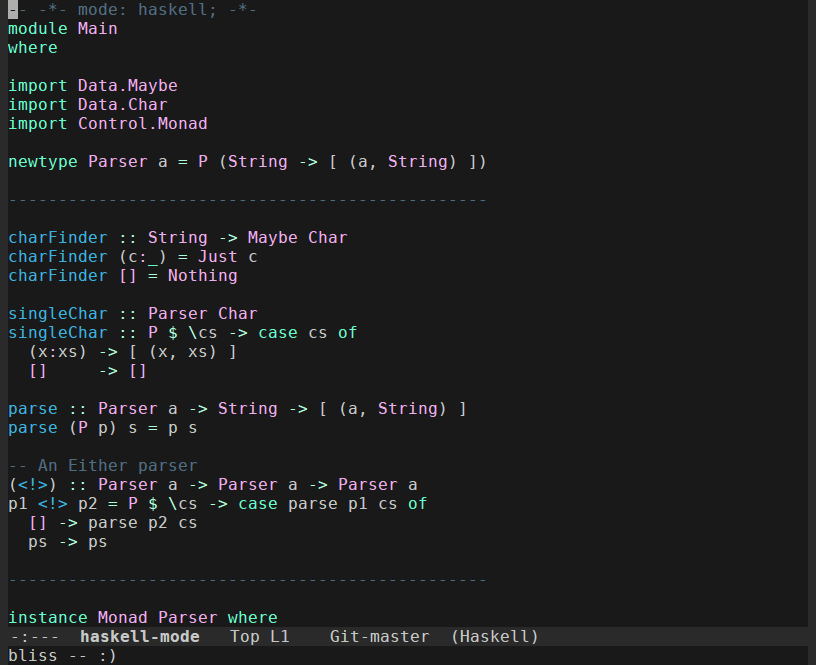 -- -*- mode: haskell; -*-
module Main
where
import Data.Maybe
import Data.Char
import Control.Monad
newtype Parser a = P (String -> [ (a, String) ])
------------------------------------------------
charFinder :: String -> Maybe Char
charFinder (c:_) = Just c
charFinder [] = Nothing
singleChar :: Parser Char
singleChar :: P $ \cs -> case cs of
  (x:xs) -> [ (x, xs) ]
  []     -> []
parse :: Parser a -> String -> [ (a, String) ]
parse (P p) s = p s
-- An Either parser
(<!>) :: Parser a -> Parser a -> Parser a
p1 <!> p2 = P $ \cs -> case parse p1 cs of
  [] -> parse p2 cs
  ps -> ps
------------------------------------------------
instance Monad Parser where
-:---  haskell-mode   Top L1    Git-master  (Haskell)
bliss -- :)